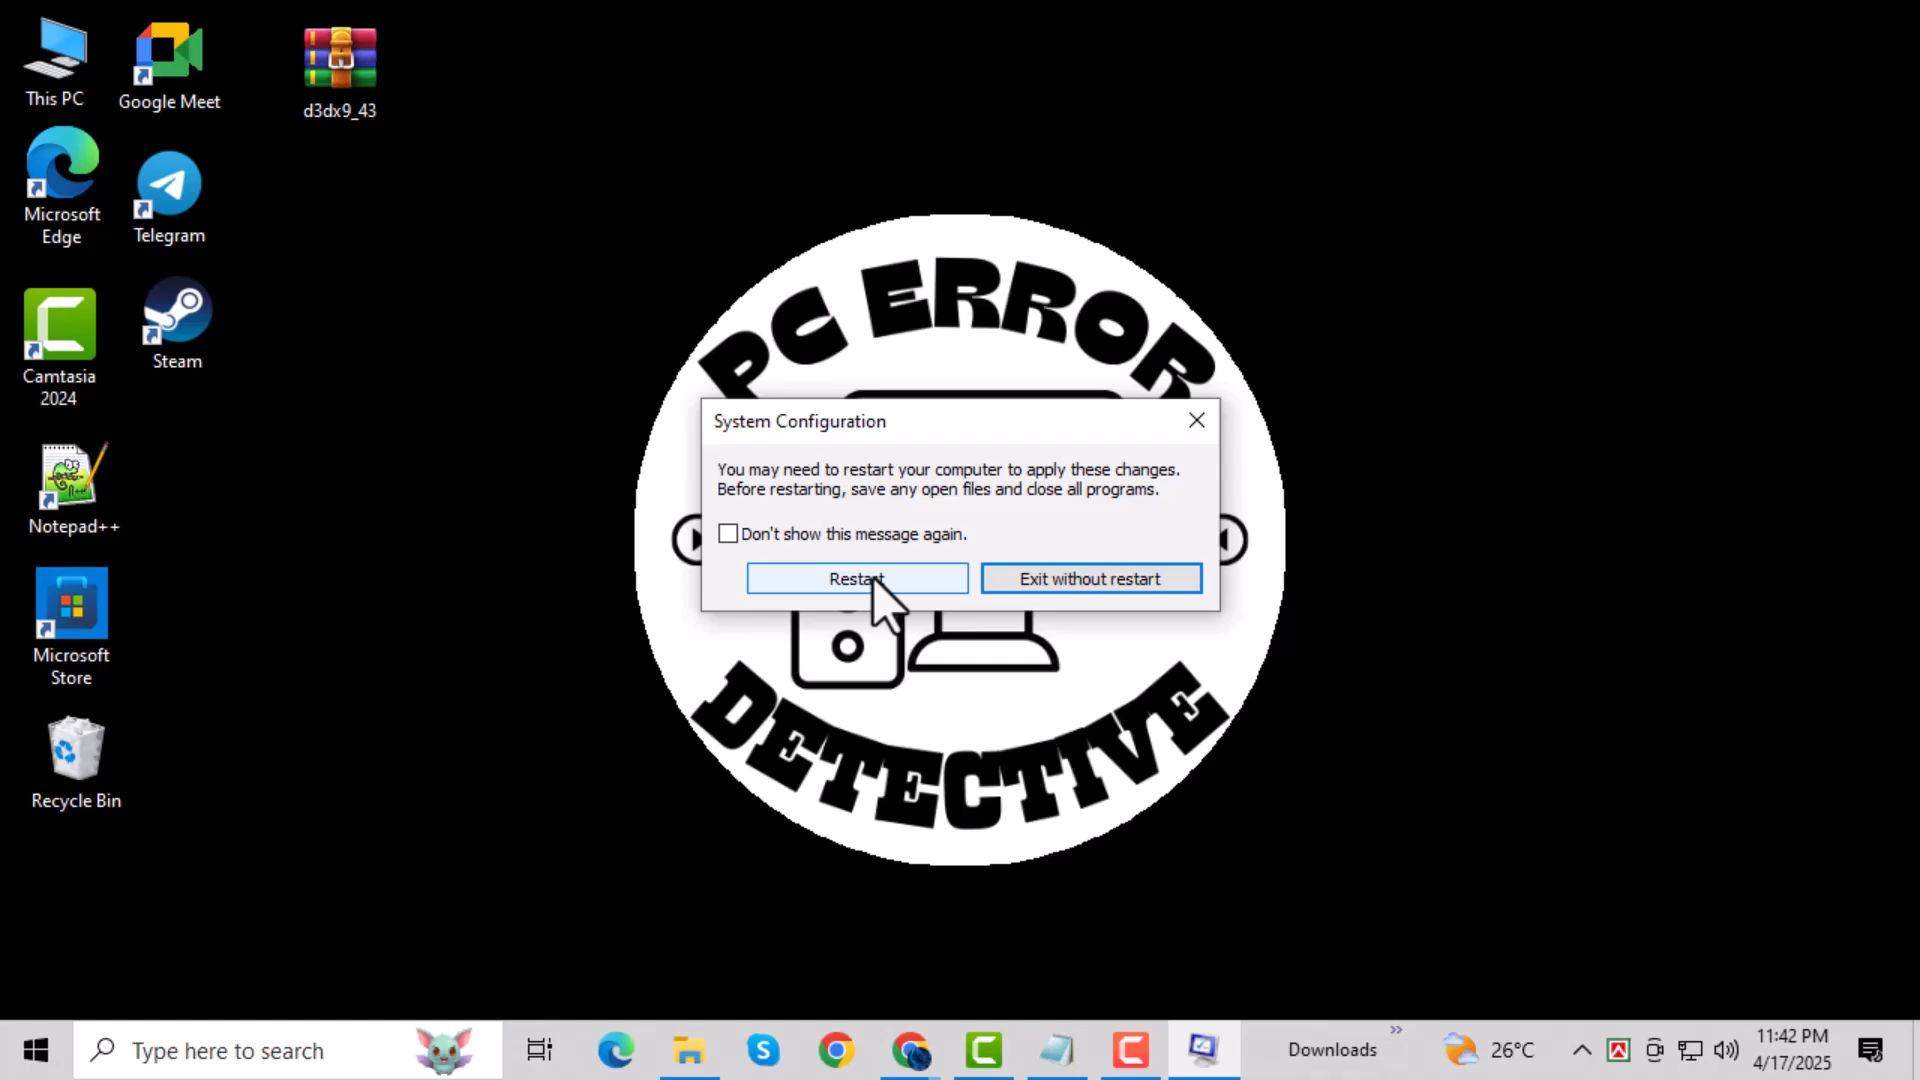 This PC
Google Meet
d3dx9_43
Microsoft
Edge
Telegram
Camtasia
2024
Steam
Notepad++
Microsoft
Store
Recycle Bin
PC ERROR
System Configuration
You may need to restart your computer to apply these changes.
Before restarting, save any open files and close all programs.
Don't show this message again.
Restart
Exit without restart
DETECTIVE
Type here to search
Downloads
26°C
11:42 PM
4/17/2025